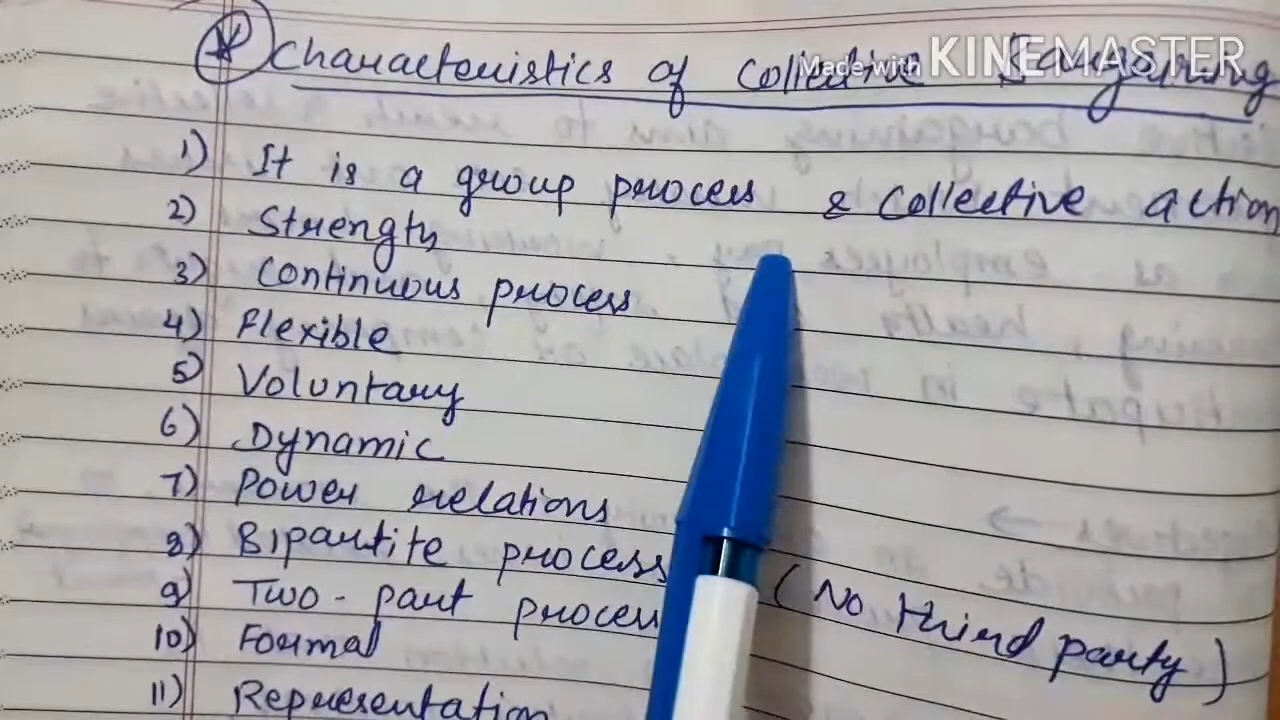 Characteristics of Collective Bargaining
Made with KINEMASTER
1) It is a group process & collective action
2) Strength
3) Continuous process
4) Flexible
5) Voluntary
6) Dynamic
7) Power relations
8) Bipartite process (No third party)
9) Two-part process
10) Formal
11) Representation